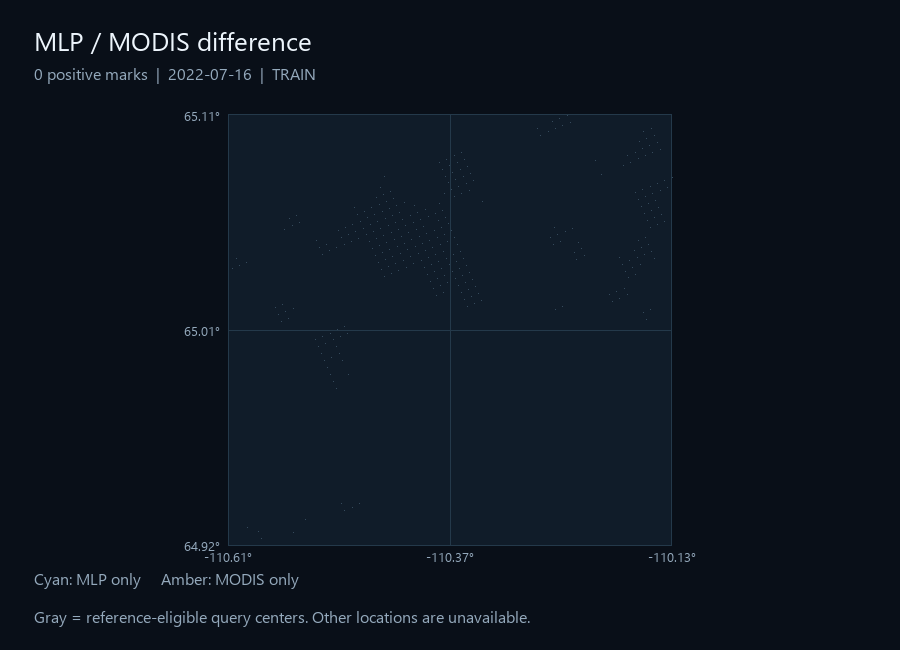 MLP / MODIS difference
0 positive marks | 2022-07-16 | TRAIN
65.11°
65.01°
64.92°
-110.61° -110.37° -110.13°
Cyan: MLP only Amber: MODIS only
Gray = reference-eligible query centers. Other locations are unavailable.